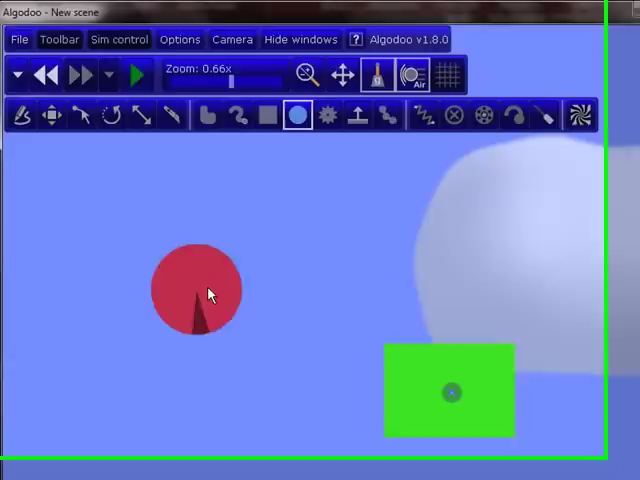 Algodoo - New scene
File Toolbar Sim control Options Camera Hide windows ? Algodoo v1.8.0
Zoom: 0.66x
Air